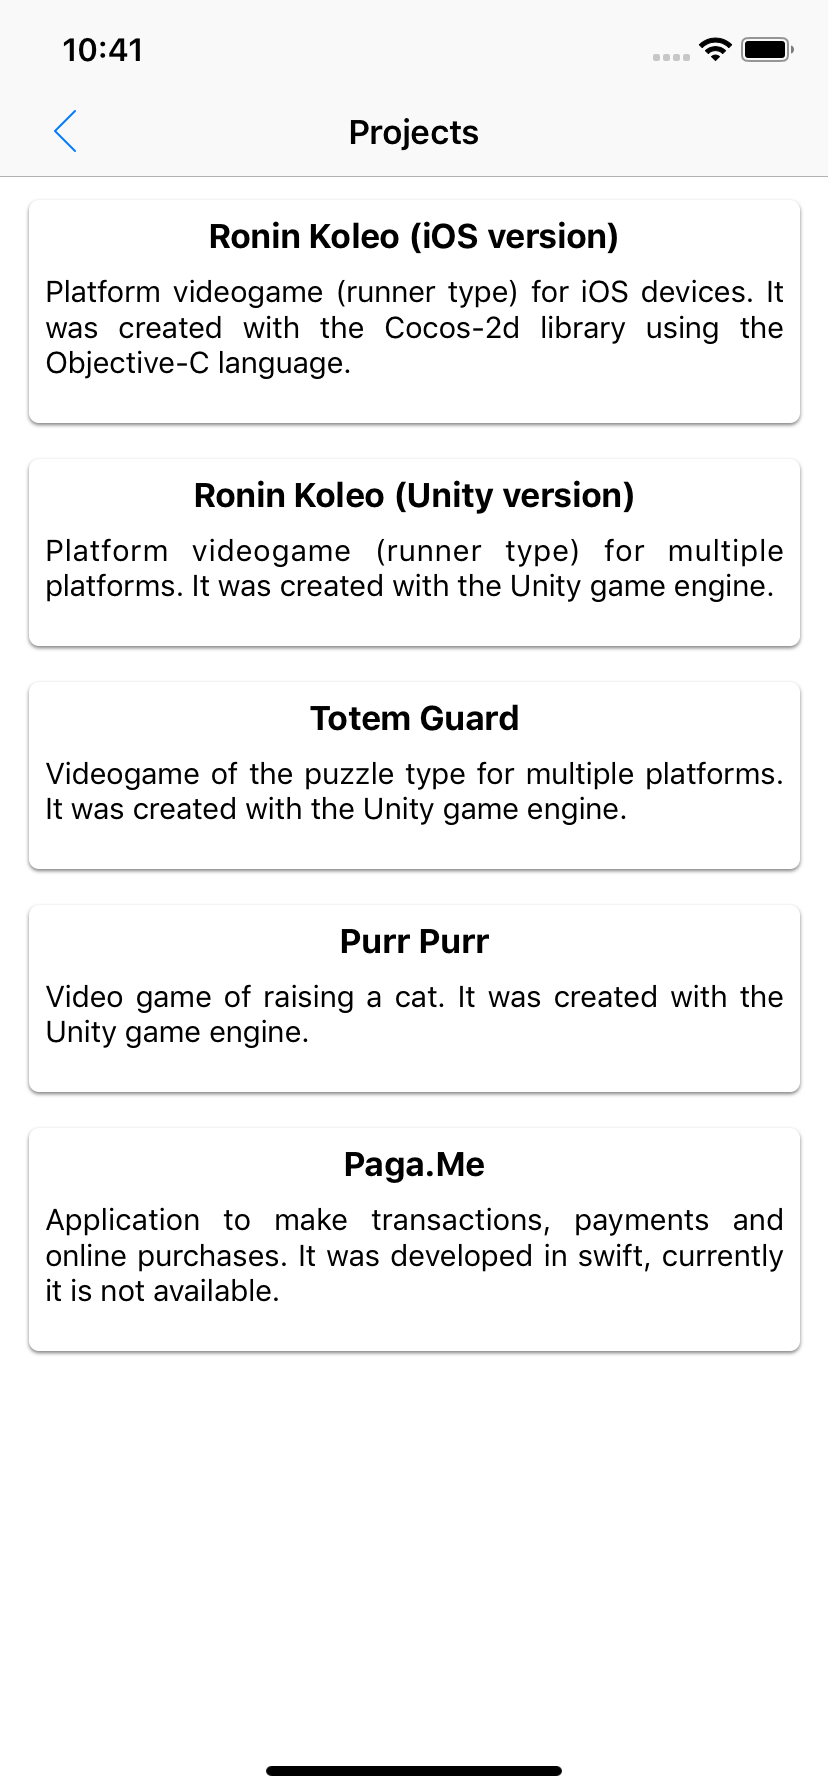 10:41
Projects
Ronin Koleo (iOS version)
Platform videogame (runner type) for iOS devices. It
was created with the Cocos-2d library using the
Objective-C language.
Ronin Koleo (Unity version)
Platform videogame (runner type) for multiple
platforms. It was created with the Unity game engine.
Totem Guard
Videogame of the puzzle type for multiple platforms.
It was created with the Unity game engine.
Purr Purr
Video game of raising a cat. It was created with the
Unity game engine.
Paga.Me
Application to make transactions, payments and
online purchases. It was developed in swift, currently
it is not available.